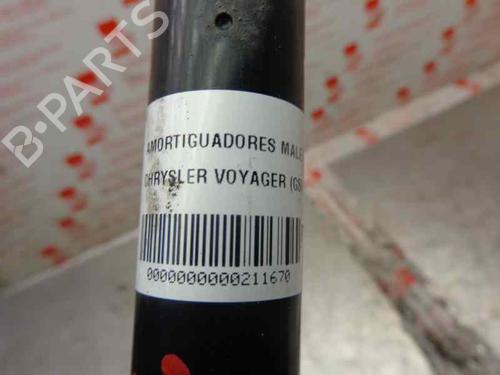 B-PARTS
AMORTIGUADORES MALE
CHRYSLER VOYAGER (GS
0000000000211670